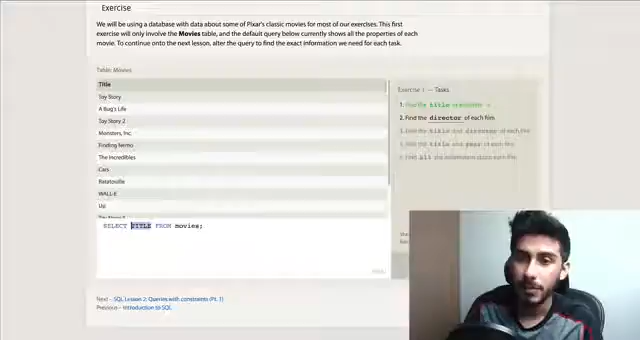 Exercise
We will be using a database with data about some of Pixar's classic movies for most of our exercises. This first
exercise will only involve the Movies table, and the default query below currently shows all the properties of each
movie. To continue onto the next lesson, alter the query to find the exact information we need for each task.
Table: Movies
Title
Toy Story
A Bug's Life
Toy Story 2
Monsters, Inc.
Finding Nemo
The Incredibles
Cars
Ratatouille
WALL-E
Up
Toy Story 3
SELECT TITLE FROM movies;
Exercise 1 — Tasks
1. Find the title of each film
2. Find the director of each film
3. Find the title and director of each film
4. Find the title and year of each film
5. Find all the information about each film
Next – SQL Lesson 2: Queries with constraints (Pt. 1)
Previous – Introduction to SQL